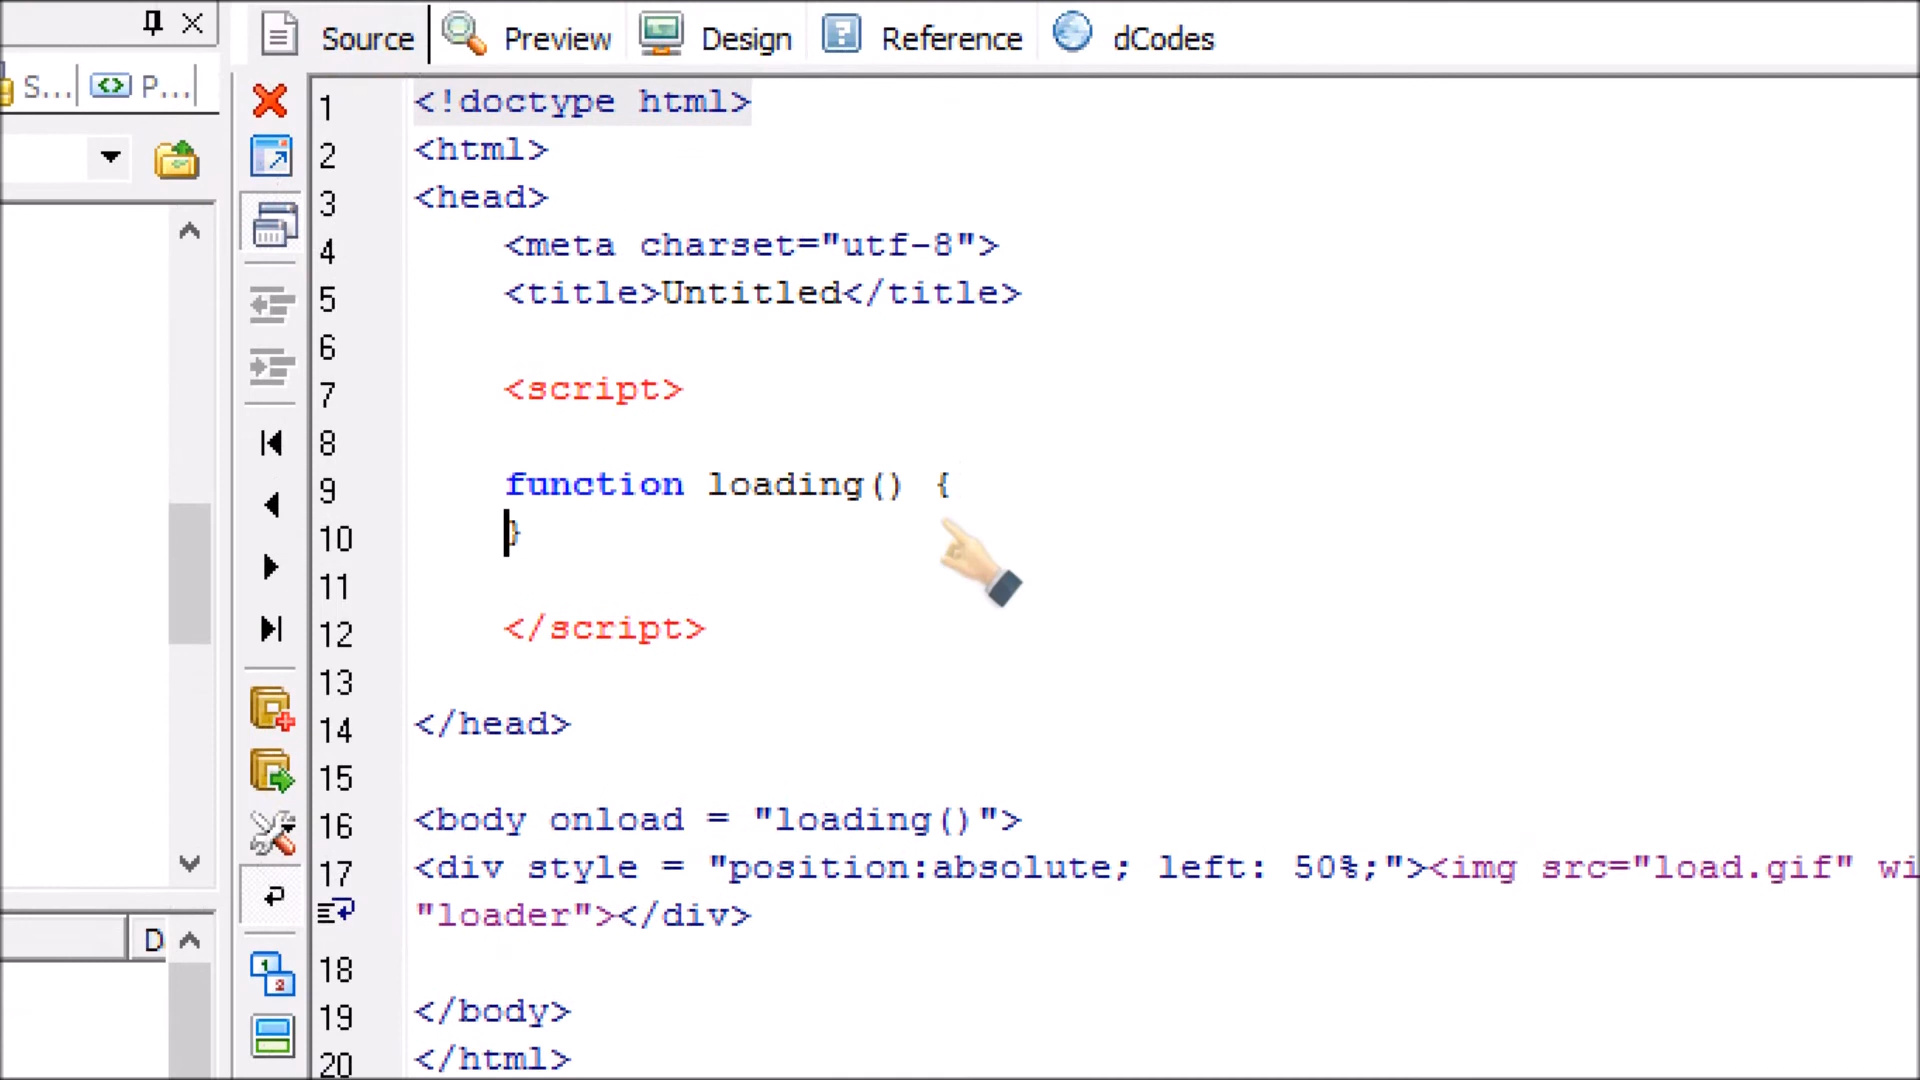 Source Preview Design Reference dCodes
S... P...
1 <!doctype html>
2 <html>
3 <head>
4 <meta charset="utf-8">
5 <title>Untitled</title>
6
7 <script>
8
9 function loading() {
10 }
11
12 </script>
13
14 </head>
15
16 <body onload = "loading()">
17 <div style = "position:absolute; left: 50%;"><img src="load.gif" wi
"loader"></div>
D
18
19 </body>
20 </html>